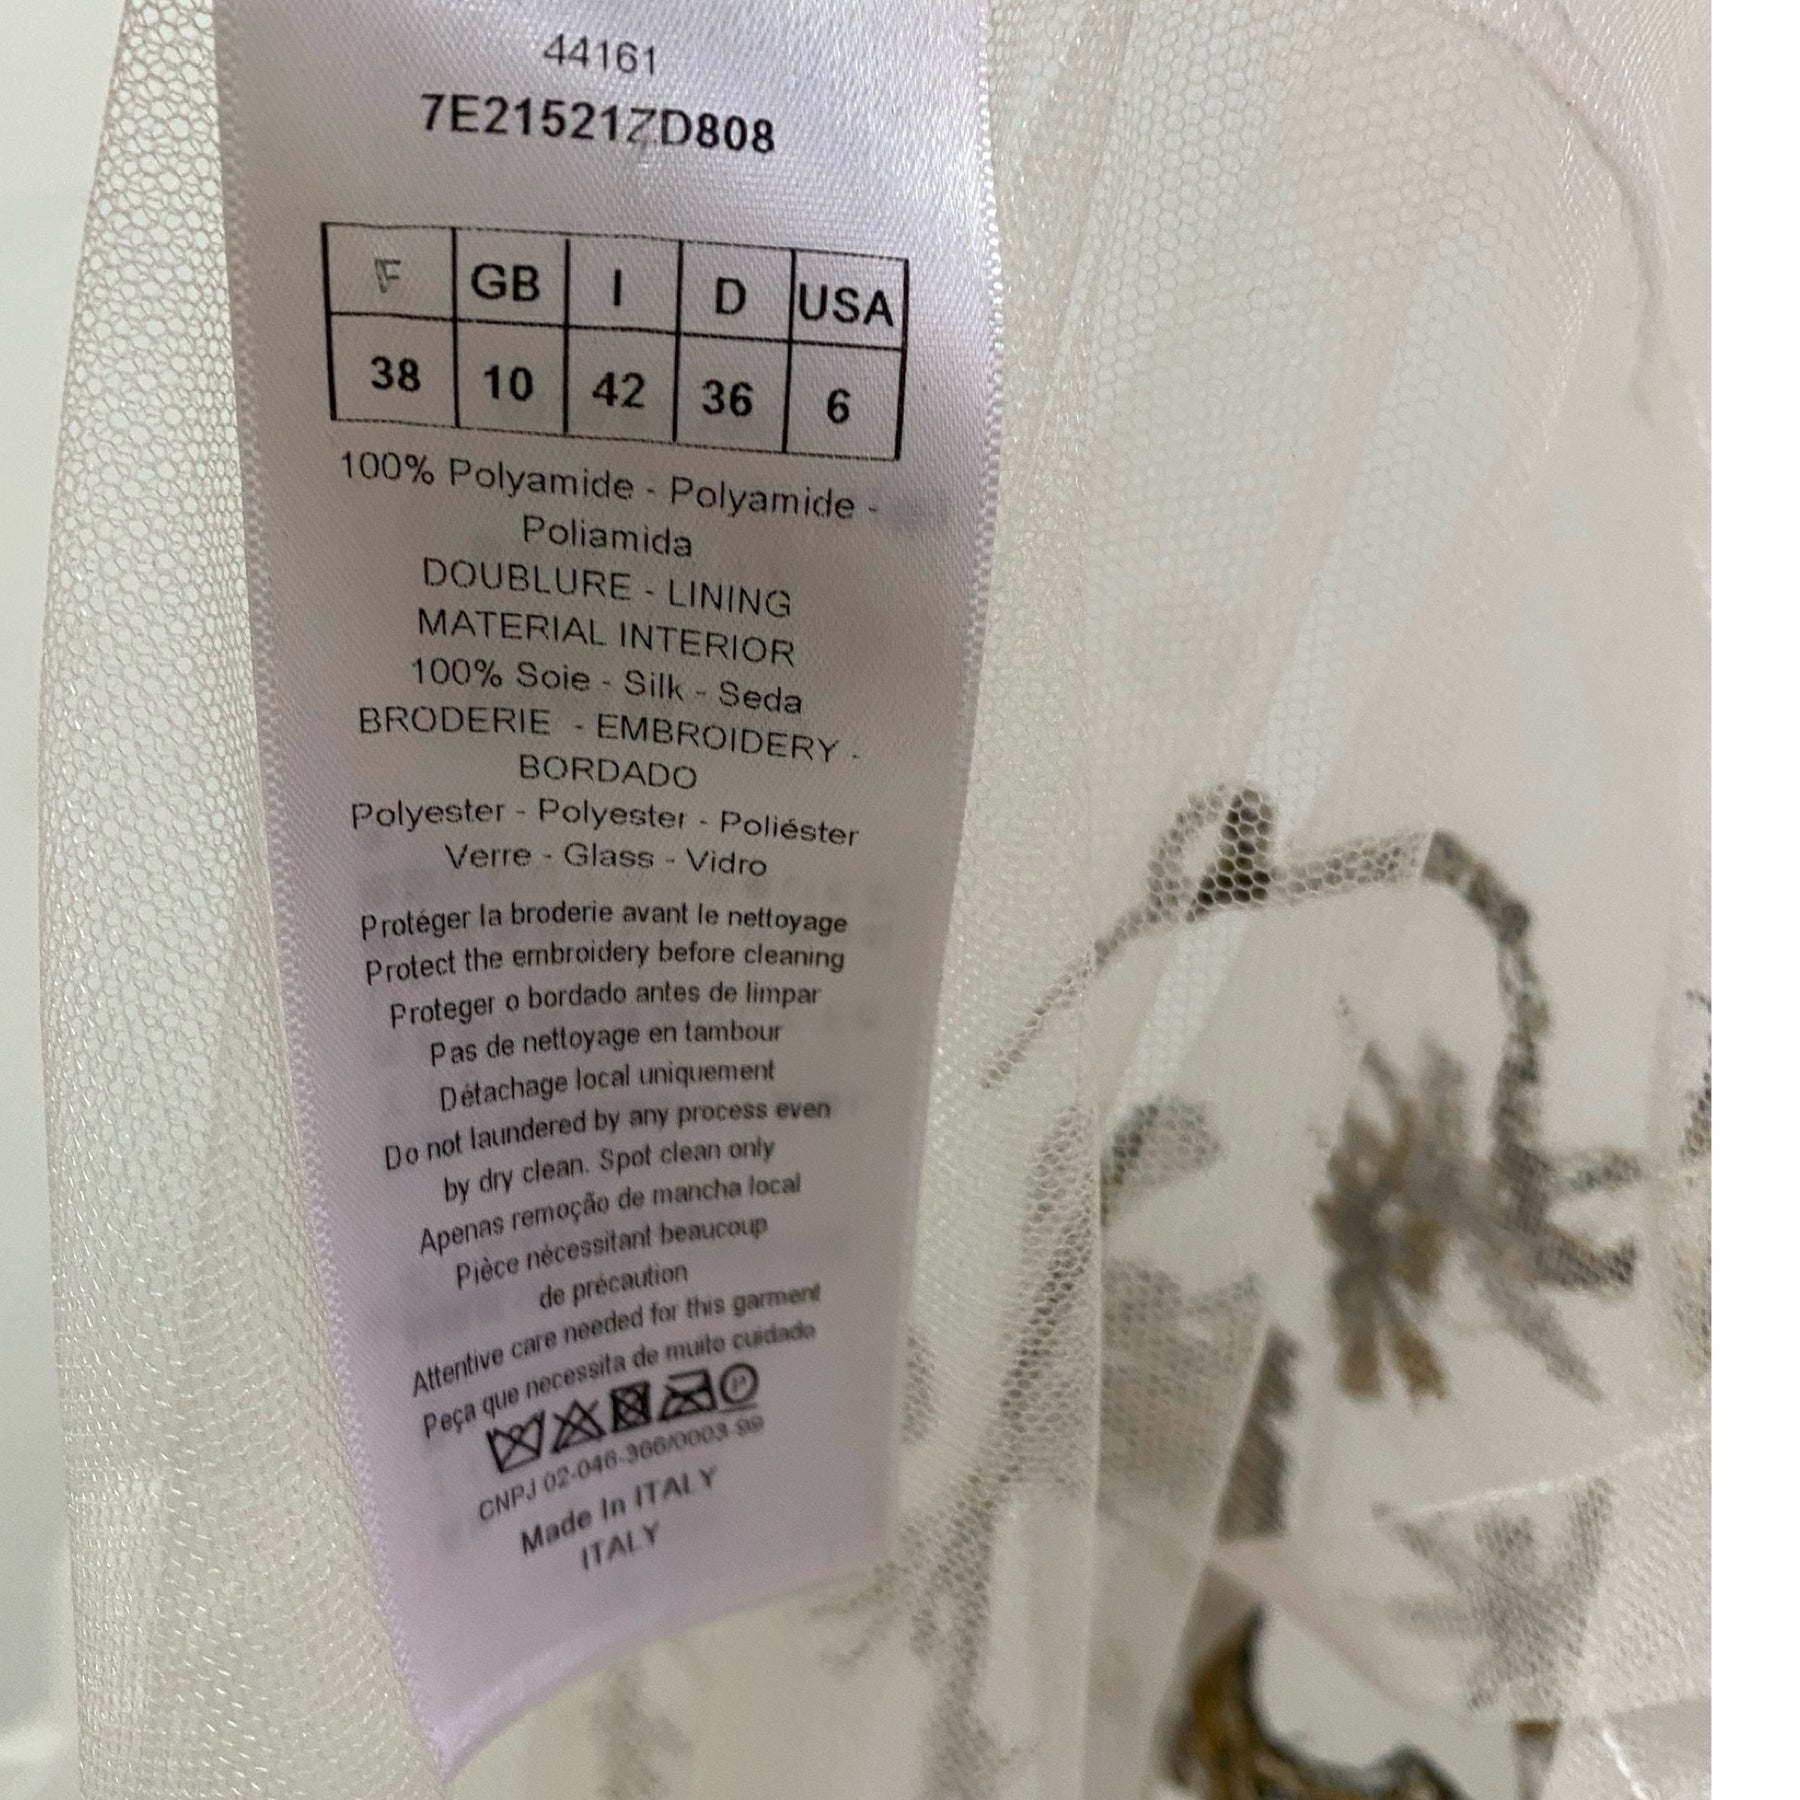 44161
7E21521ZD808
F GB I D USA
38 10 42 36 6
100% Polyamide - Polyamide -
Poliamida
DOUBLURE - LINING
MATERIAL INTERIOR
100% Soie - Silk - Seda
BRODERIE - EMBROIDERY -
BORDADO
Polyester - Polyester - Poliéster
Verre - Glass - Vidro
Protéger la broderie avant le nettoyage
Protect the embroidery before cleaning
Proteger o bordado antes de limpar
Pas de nettoyage en tambour
Détachage local uniquement
Do not laundered by any process even
by dry clean. Spot clean only
Apenas remoção de mancha local
Pièce nécessitant beaucoup
de précaution
Attentive care needed for this garment
Peça que necessita de muito cuidado
P
CNPJ 02-046-366/0003-99
Made In ITALY
ITALY